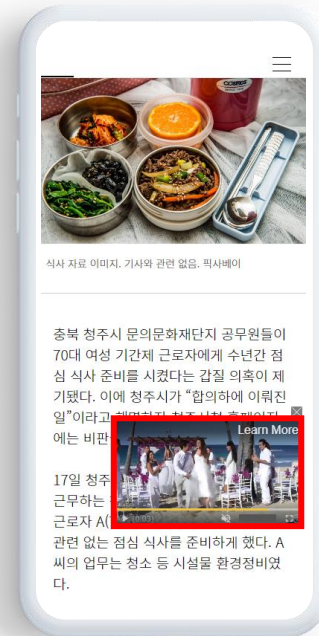 식사 자료 이미지. 기사와 관련 없음. 픽사베이
충북 청주시 문의문화재단지 공무원들이
70대 여성 기간제 근로자에게 수년간 점
심 식사 준비를 시켰다는 갑질 의혹이 제
기됐다. 이에 청주시가 “합의하에 이뤄진
일”이라고
에는 비판
Learn More
17일 청주
근무하는
근로자 A(
관련 없는 점심 식사를 준비하게 했다. A
씨의 업무는 청소 등 시설물 환경정비였
다.